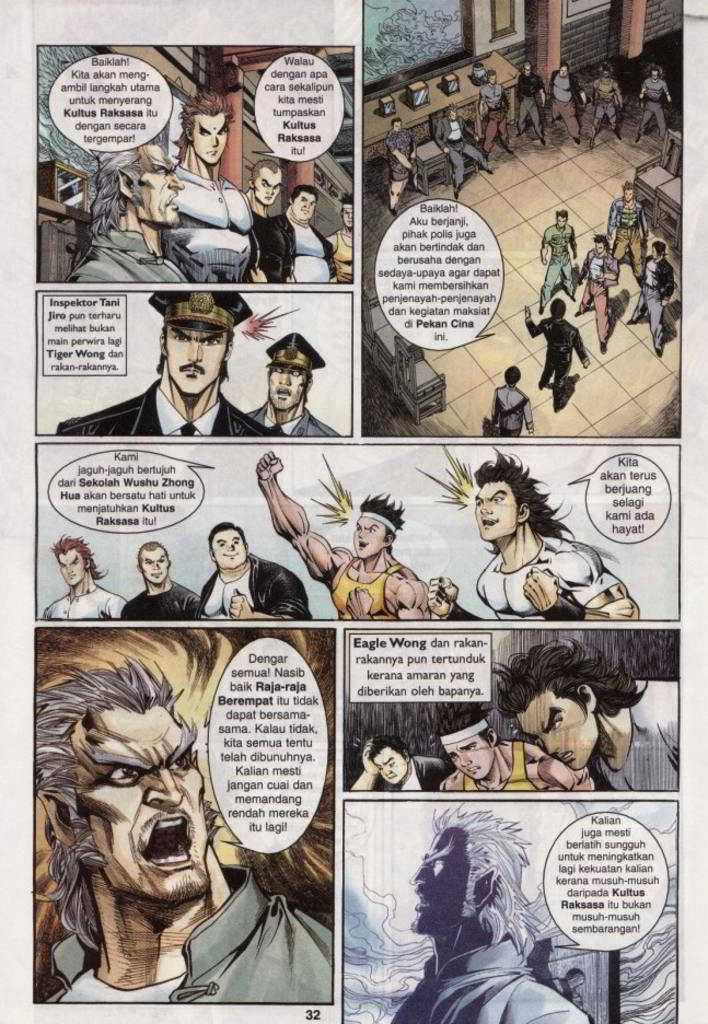 Baiklah!
Kita akan meng-
ambil langkah utama
untuk menyerang
Kultus Raksasa itu
dengan secara
tergempar!
Walau
dengan apa
cara sekalipun
kita mesti
tumpaskan
Kultus
Raksasa
itu!
Baiklah!
Aku berjanji,
pihak polis juga
akan bertindak dan
berusaha dengan
sedaya-upaya agar dapat
kami membersihkan
penjenayah-penjenayah
dan kegiatan maksiat
di Pekan Cina
ini.
Inspektor Tani
Jiro pun termalu
melihat bukan
main perwira lagi
Tiger Wong dan
rakan-rakannya.
Kami
jaguh-jaguh bertujuh
dari Sekolah Wushu Zhong
Hua akan bersatu hati untuk
menjatuhkan Kultus
Raksasa itu!
Kita
akan terus
berjuang
selagi
kami ada
hayat!
Dengar
semua! Nasib
baik Raja-raja
Berempat itu tidak
dapat bersama-
sama. Kalau tidak,
kita semua tentu
telah dibunuhnya.
Kalian mesti
jangan cuai dan
memandang
rendah mereka
itu lagi!
Eagle Wong dan rakan-
rakannya pun tertunduk
kerana amaran yang
diberikan oleh bapanya.
Kalian
juga mesti
berlatih sungguh
untuk meningkatkan
lagi kekuatan kalian
kerana musuh-musuh
daripada Kultus
Raksasa itu bukan
musuh-musuh
sembarangan!
32